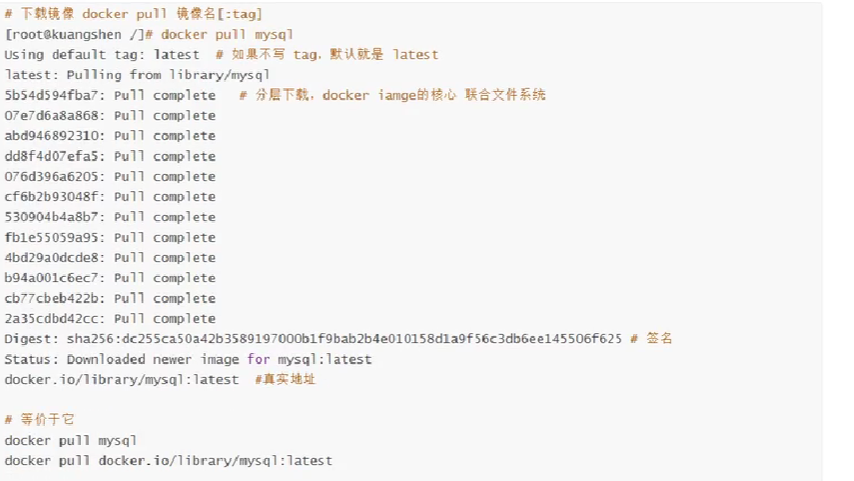 # 下载镜像 docker pull 镜像名[:tag]
[root@kuangshen /]# docker pull mysql
Using default tag: latest  # 如果不写 tag，默认就是 latest
latest: Pulling from library/mysql
5b54d594fba7: Pull complete   # 分层下载，docker iamge的核心 联合文件系统
07e7d6a8a868: Pull complete
abd946892310: Pull complete
dd8f4d07efa5: Pull complete
076d396a6205: Pull complete
cf6b2b93048f: Pull complete
530904b4a8b7: Pull complete
fb1e55059a95: Pull complete
4bd29a0dcde8: Pull complete
b94a001c6ec7: Pull complete
cb77cbeb422b: Pull complete
2a35cdbd42cc: Pull complete
Digest: sha256:dc255ca50a42b3589197000b1f9bab2b4e010158d1a9f56c3db6ee145506f625 # 签名
Status: Downloaded newer image for mysql:latest
docker.io/library/mysql:latest  #真实地址
# 等价于它
docker pull mysql
docker pull docker.io/library/mysql:latest